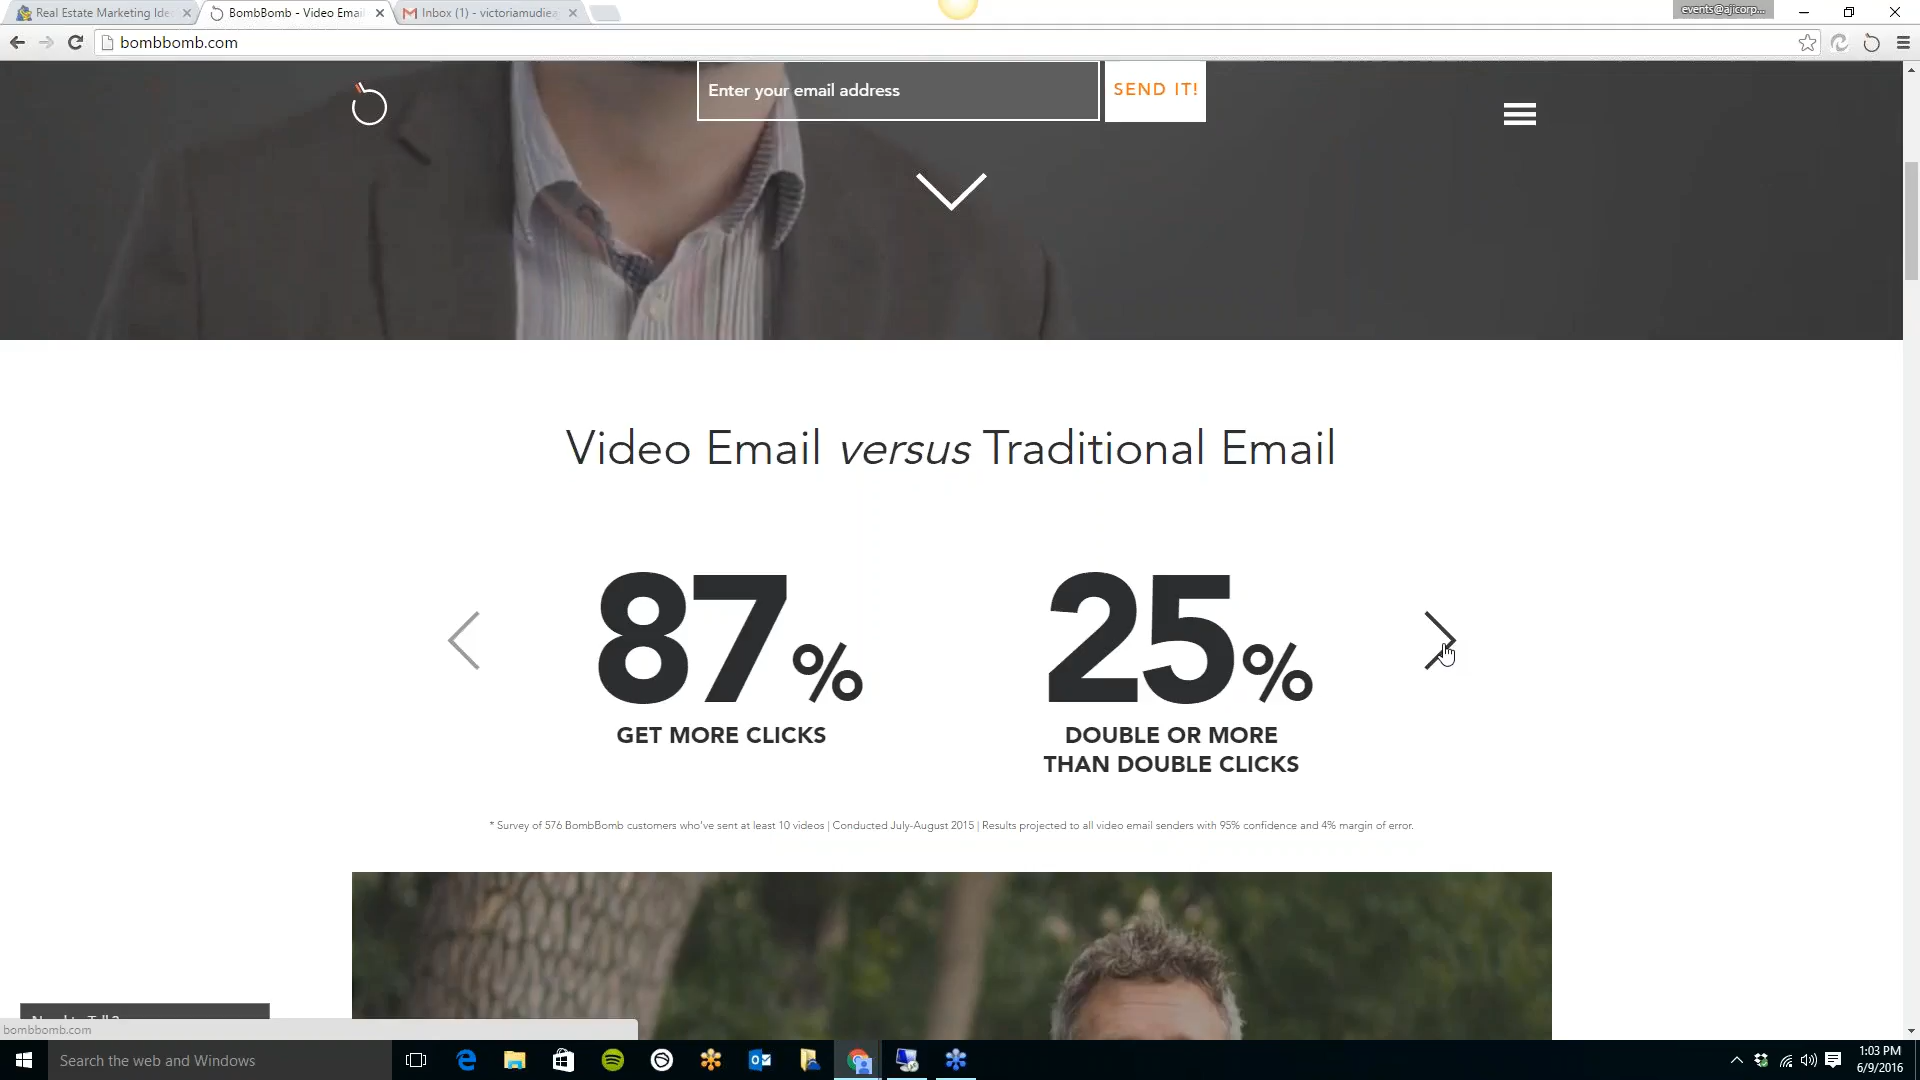 Real Estate Marketing Ide
BombBomb - Video Email
Inbox (1) - victoriamudiea
events@ajicorp...
bombbomb.com
Enter your email address
SEND IT!
Video Email versus Traditional Email
87%
GET MORE CLICKS
25%
DOUBLE OR MORE
THAN DOUBLE CLICKS
* Survey of 576 BombBomb customers who've sent at least 10 videos | Conducted July-August 2015 | Results projected to all video email senders with 95% confidence and 4% margin of error.
bombbomb.com
Search the web and Windows
1:03 PM
6/9/2016